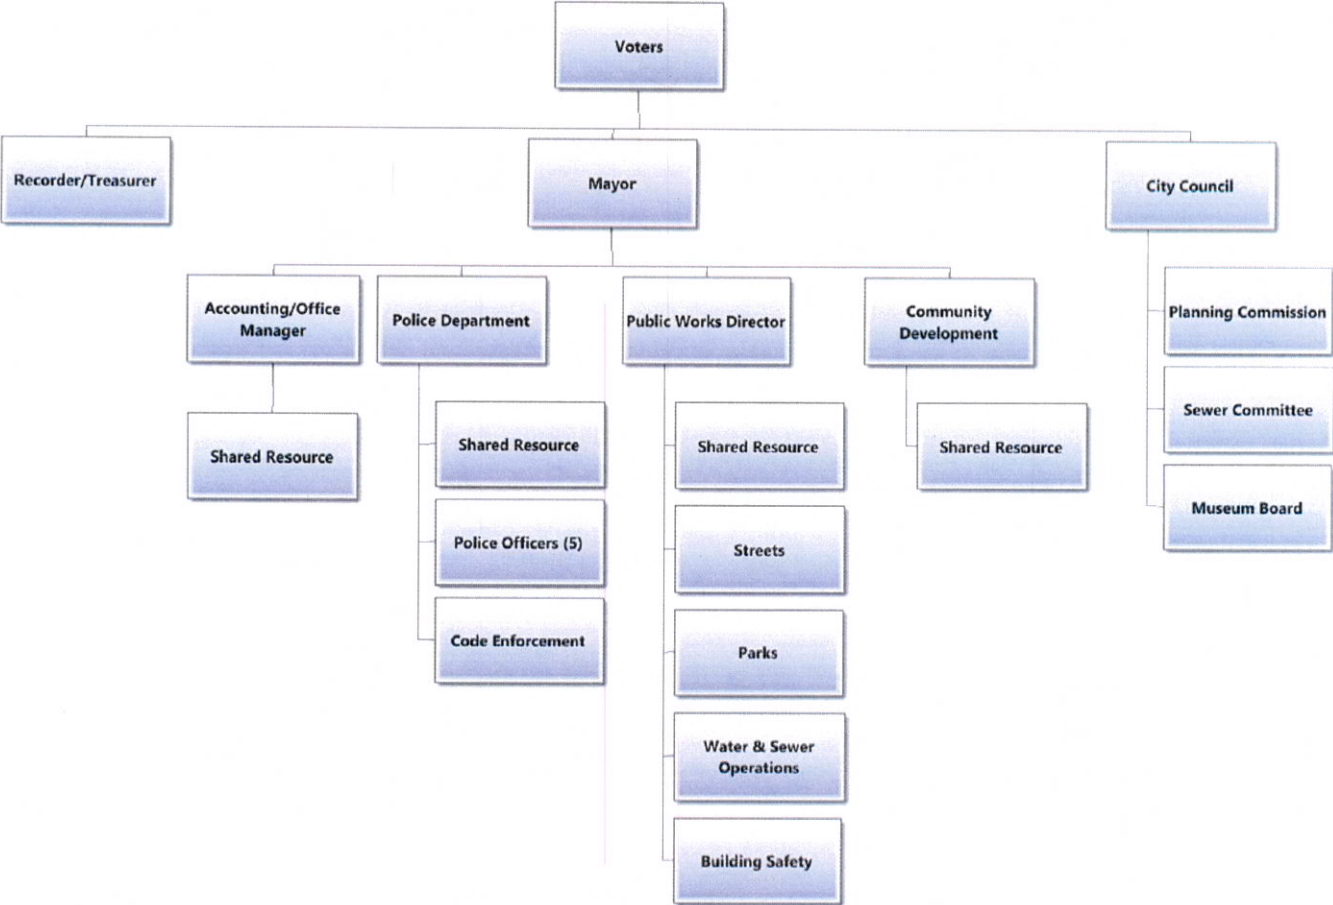 Voters
Recorder/Treasurer
Mayor
City Council
Accounting/Office
Manager
Police Department
Public Works Director
Community
Development
Planning Commission
Shared Resource
Shared Resource
Shared Resource
Shared Resource
Sewer Committee
Police Officers (5)
Streets
Museum Board
Code Enforcement
Parks
Water & Sewer
Operations
Building Safety